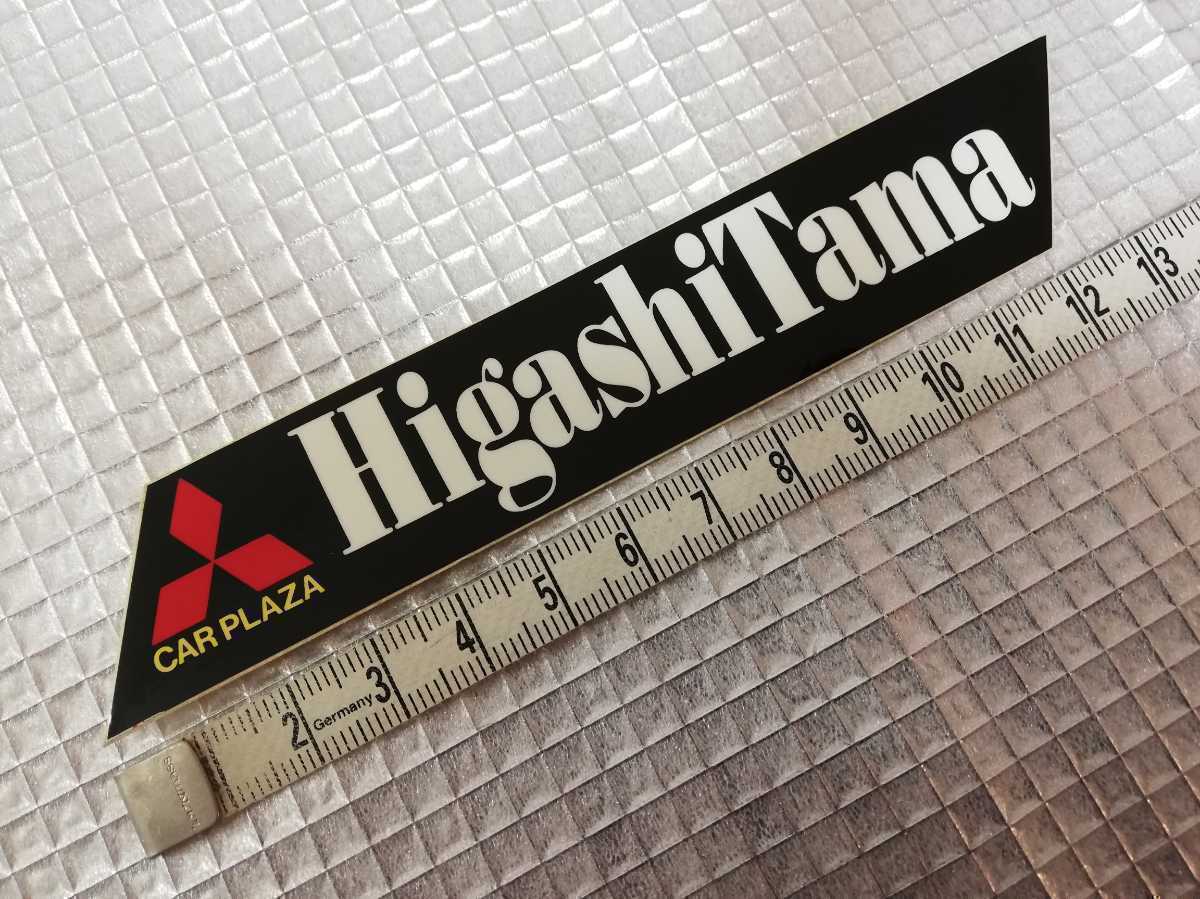 HigashiTama
CAR PLAZA
2 3 4 5 6 7 8 9 10 11 12 13
Germany